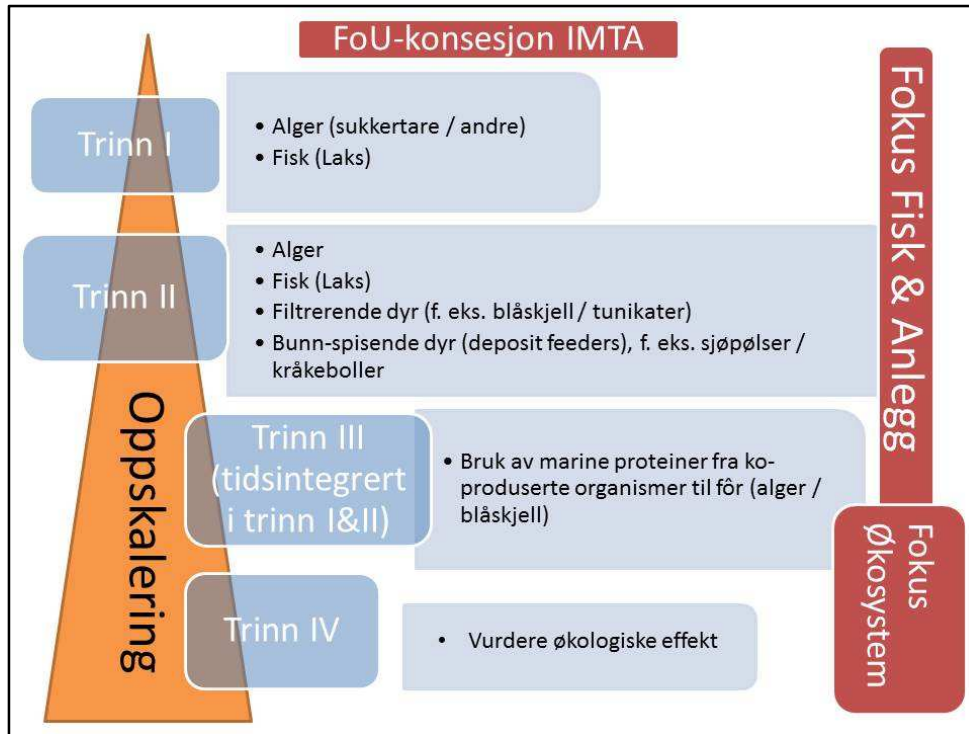 FoU-konsesjon IMTA
Trinn I
• Alger (sukkertare / andre)
• Fisk (Laks)
Trinn II
• Alger
• Fisk (Laks)
• Filtrerende dyr (f. eks. blåskjell / tunikater)
• Bunn-spisende dyr (deposit feeders), f. eks. sjøpølser /
kråkeboller
Trinn III
(tidsintegrert
i trinn I&II)
• Bruk av marine proteiner fra ko-
produserte organismer til fôr (alger /
blåskjell)
Trinn IV
• Vurdere økologiske effekt
Oppskalering
Fokus Fisk & Anlegg
Fokus
Økosystem